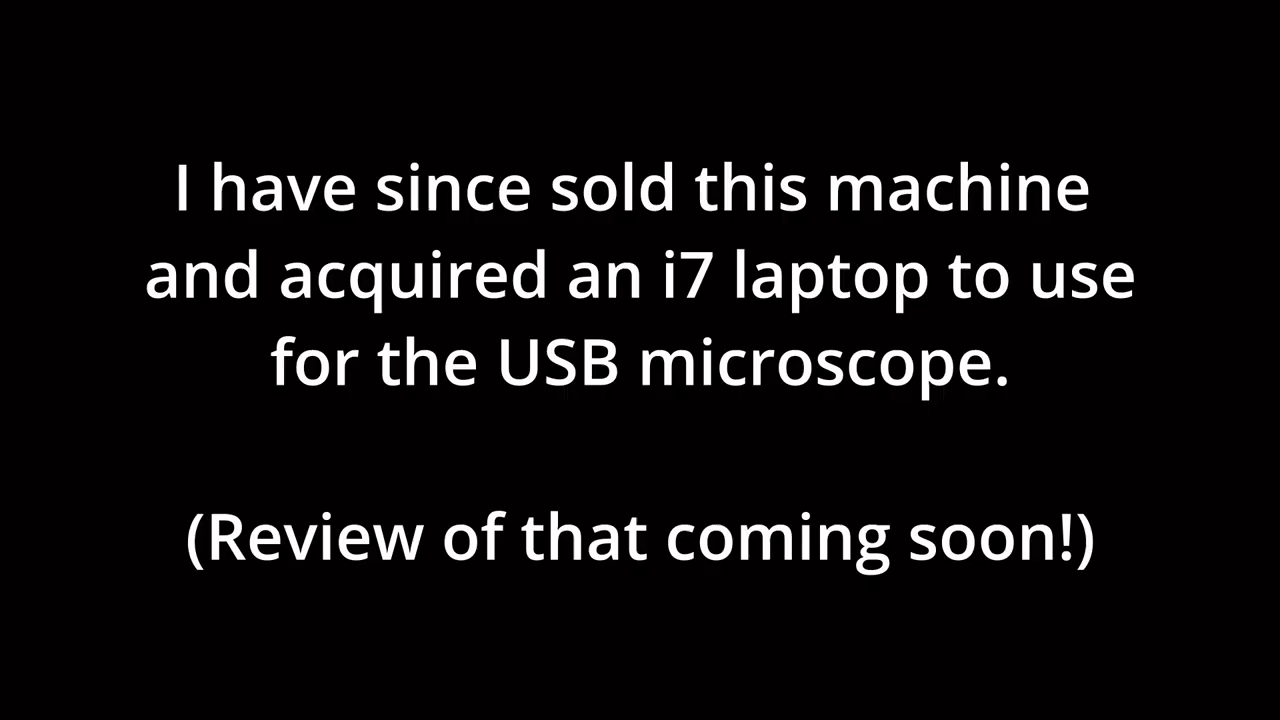 I have since sold this machine
and acquired an i7 laptop to use
for the USB microscope.
(Review of that coming soon!)